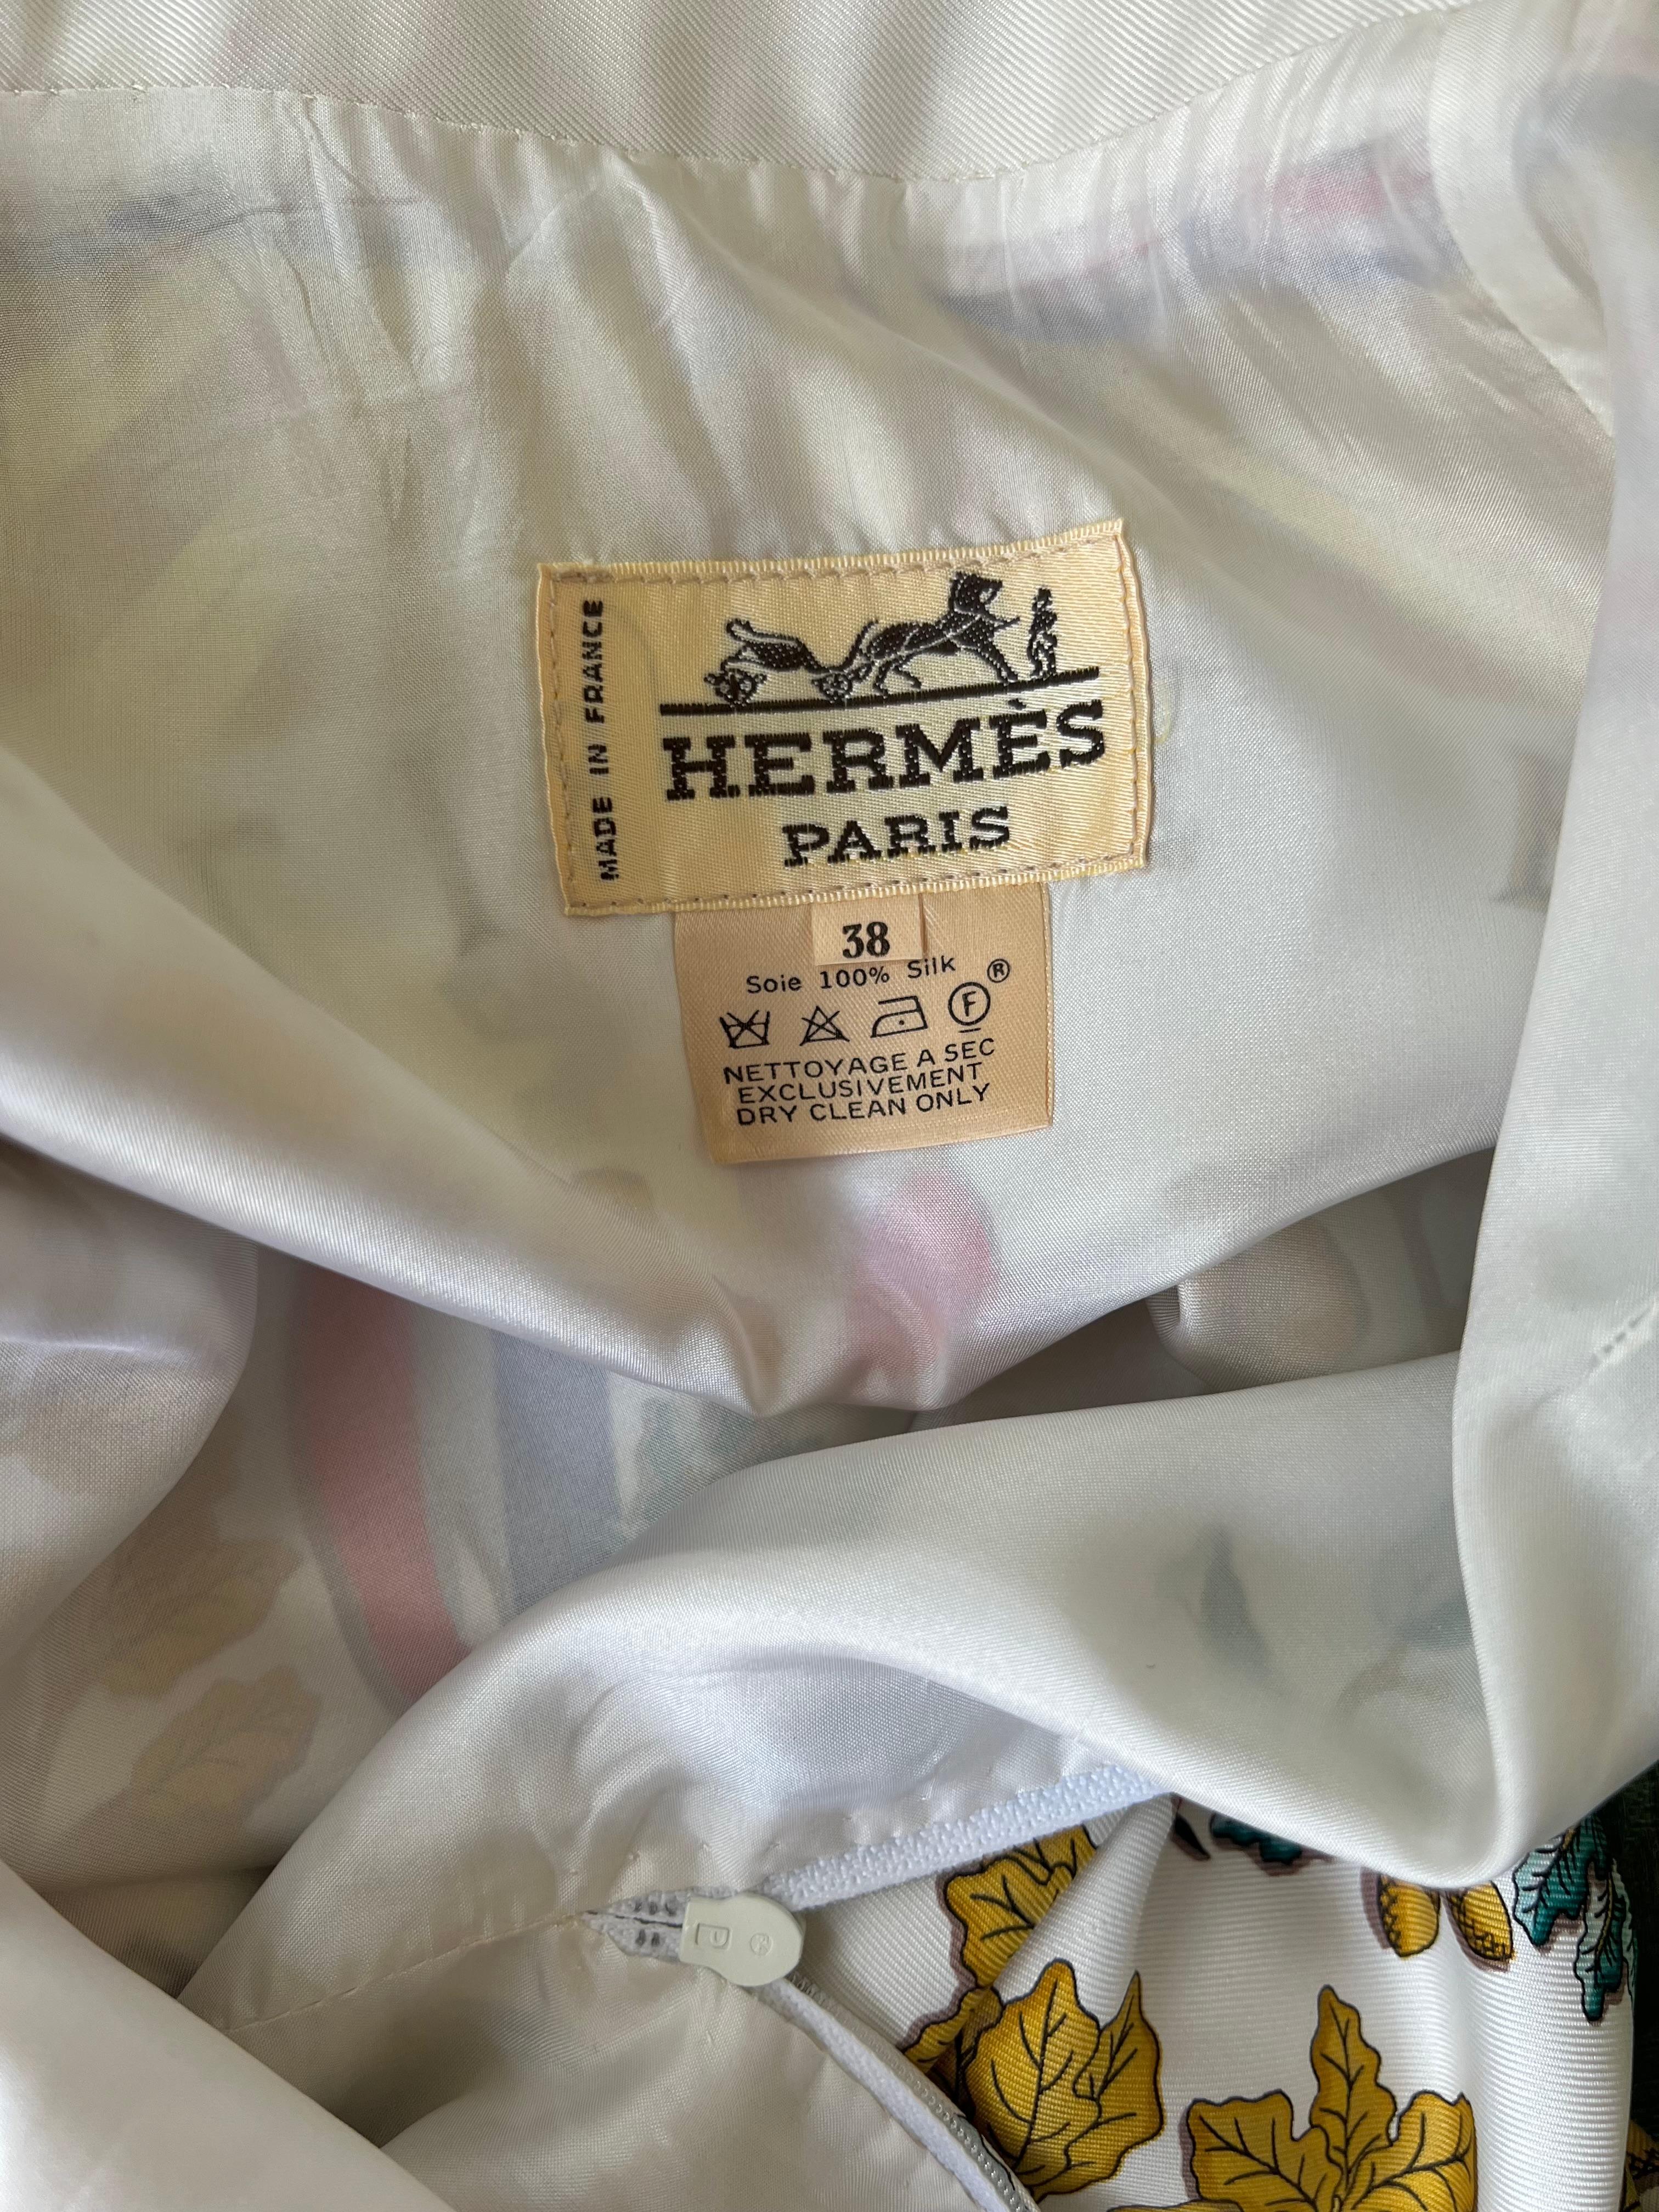 MADE IN FRANCE
HERMÈS
PARIS
38
Soie 100% Silk
F ®
NETTOYAGE A SEC
EXCLUSIVEMENT
DRY CLEAN ONLY